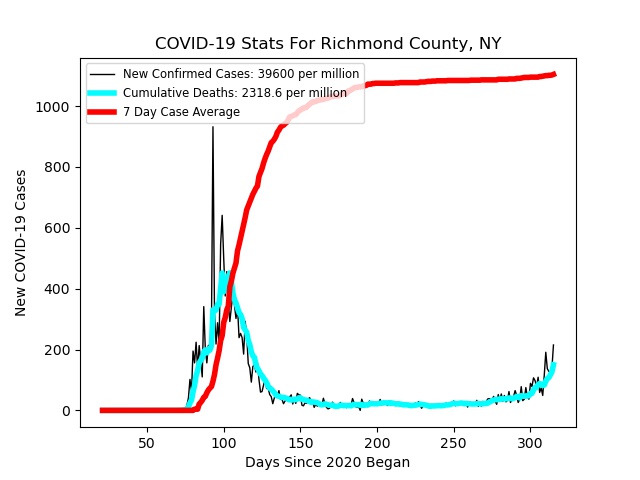 COVID-19 Stats For Richmond County, NY
New Confirmed Cases: 39600 per million
Cumulative Deaths: 2318.6 per million
7 Day Case Average
New COVID-19 Cases
1000
800
600
400
200
0
50 100 150 200 250 300
Days Since 2020 Began